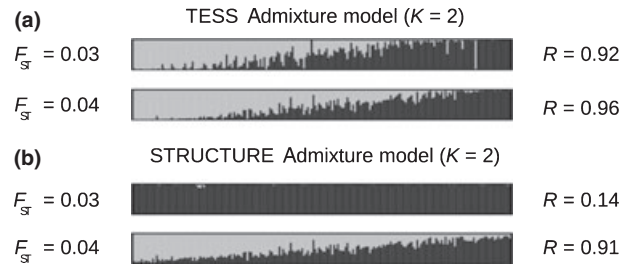 (a) TESS Admixture model (K = 2)
FST = 0.03 R = 0.92
FST = 0.04 R = 0.96
(b) STRUCTURE Admixture model (K = 2)
FST = 0.03 R = 0.14
FST = 0.04 R = 0.91